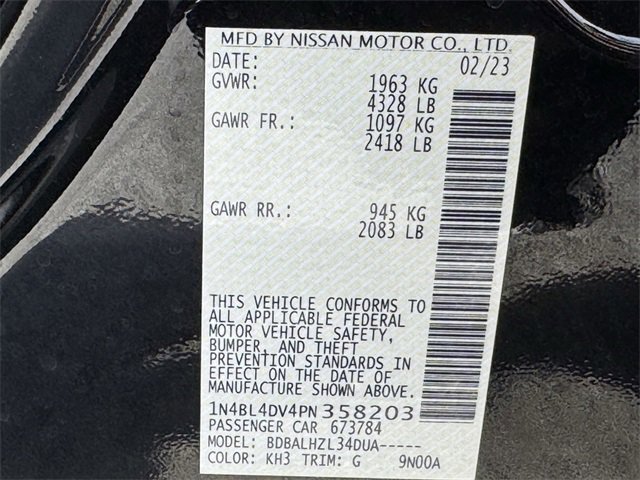 MFD BY NISSAN MOTOR CO., LTD.
DATE: 02/23
GVWR: 1963 KG
4328 LB
GAWR FR.: 1097 KG
2418 LB
GAWR RR.: 945 KG
2083 LB
THIS VEHICLE CONFORMS TO
ALL APPLICABLE FEDERAL
MOTOR VEHICLE SAFETY,
BUMPER, AND THEFT
PREVENTION STANDARDS IN
EFFECT ON THE DATE OF
MANUFACTURE SHOWN ABOVE.
1N4BL4DV4PN358203
PASSENGER CAR 673784
MODEL: BDBALHZL34DUA-----
COLOR: KH3 TRIM: G 9N00A